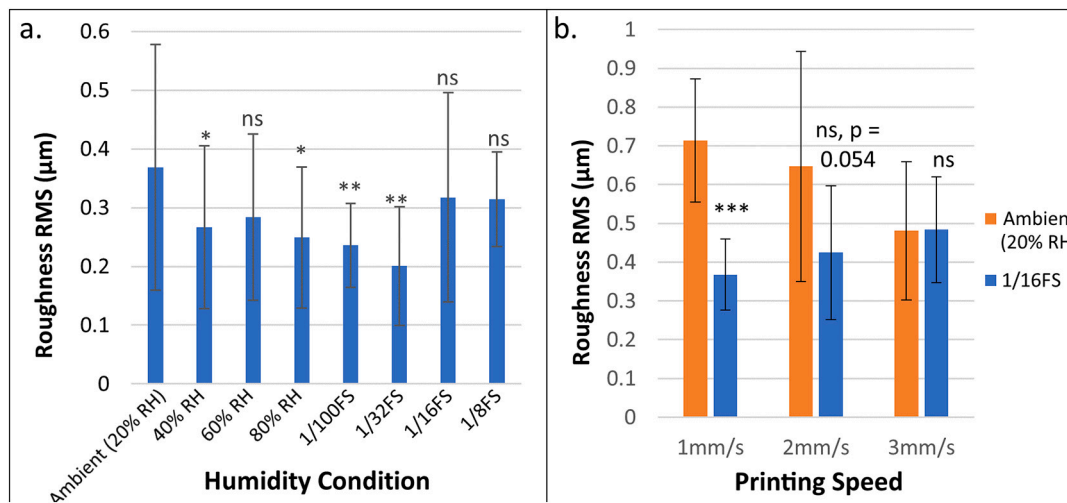 a.
Roughness RMS (µm)
0.6
0.5
0.4
0.3
0.2
0.1
0
*
ns
*
**
**
ns
ns
Ambient (20% RH)
40% RH
60% RH
80% RH
1/100FS
1/32FS
1/16FS
1/8FS
Humidity Condition
b.
Roughness RMS (µm)
1
0.9
0.8
0.7
0.6
0.5
0.4
0.3
0.2
0.1
0
***
ns, p =
0.054
ns
1mm/s
2mm/s
3mm/s
Printing Speed
Ambient
(20% RH
1/16FS